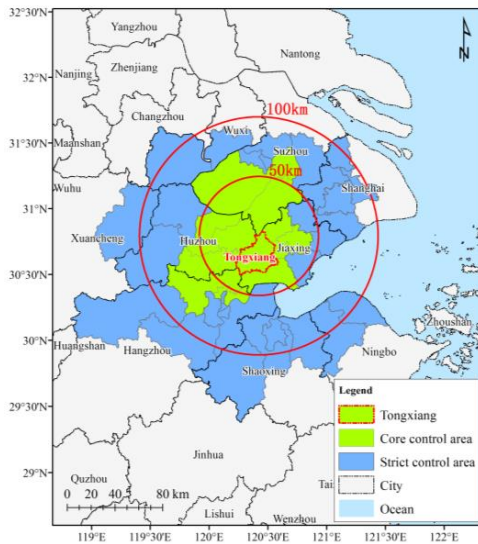 32°30'N
32°N
31°30'N
31°N
30°30'N
30°N
29°30'N
29°N
Yangzhou
Nantong
Zhenjiang
Nanjing
Changzhou
Maanshan
Wuxi
100km
Suzhou
Wuhu
50km
Shanghai
Xuancheng
Huzhou
Jiaxing
Tongxiang
Zhoushan
Huangshan
Hangzhou
Ningbo
Shaoxing
Jinhua
Quzhou
Tai
Lishui
Wenzhou
0 20 40 80 km
Legend
Tongxiang
Core control area
Strict control area
City
Ocean
119°E 119°30'E 120°E 120°30'E 121°E 121°30'E 122°E
N